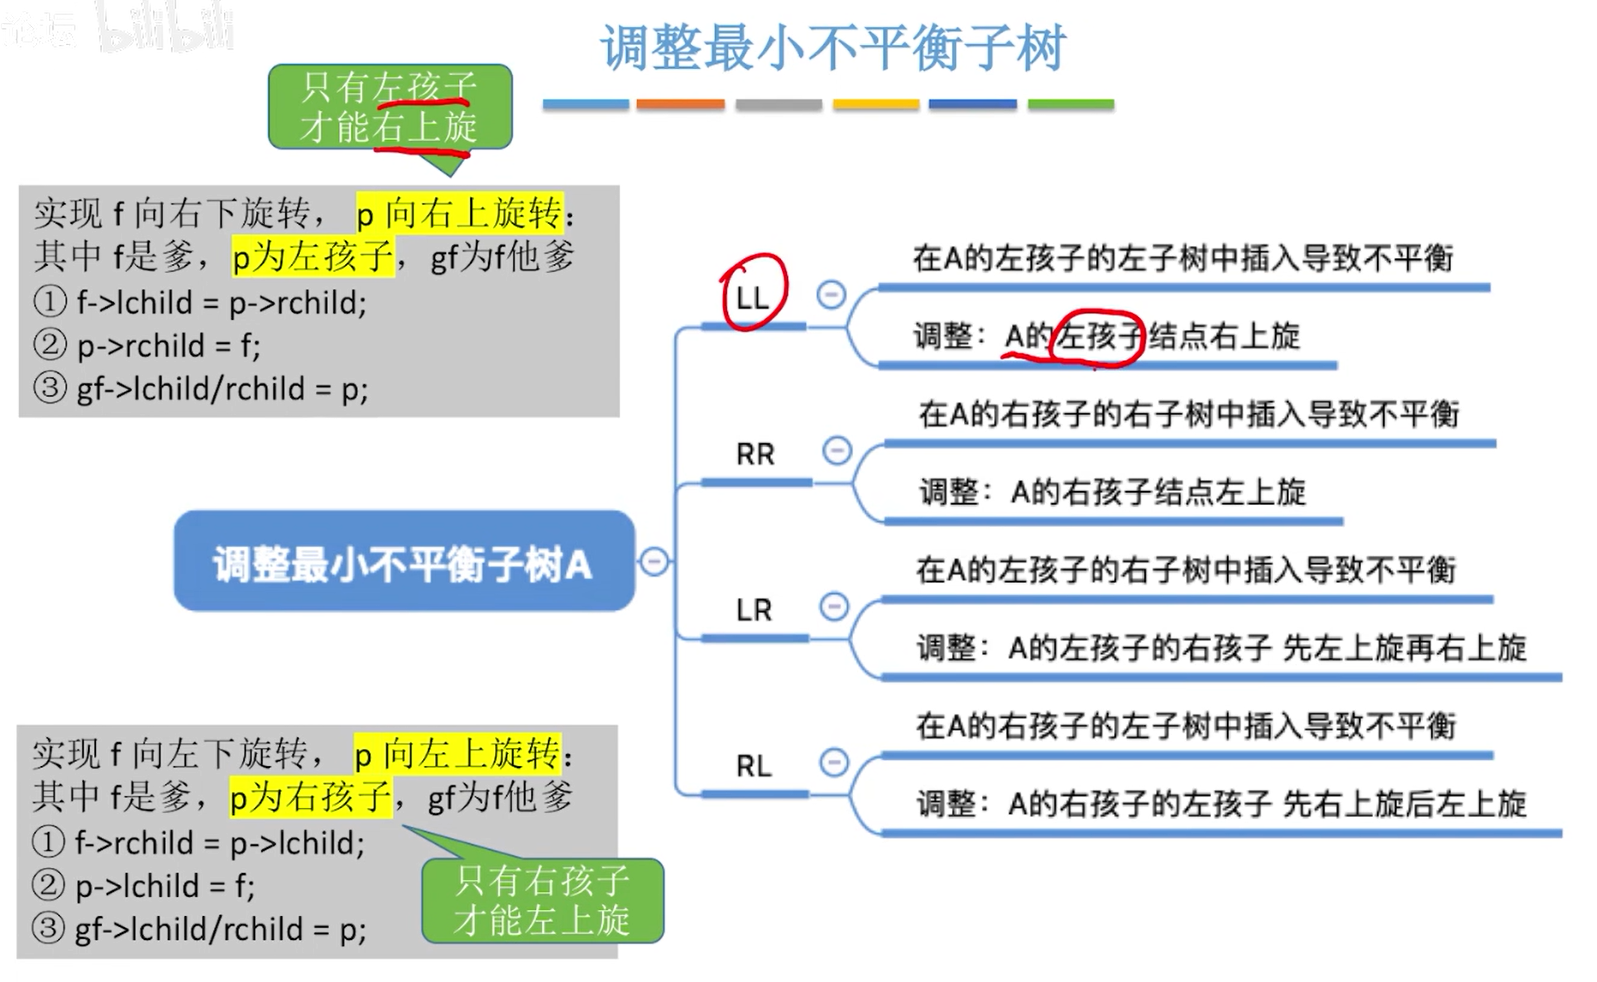 论坛 bilibili
调整最小不平衡子树
只有左孩子
才能右上旋
实现 f 向右下旋转， p 向右上旋转：
其中 f是爹，p为左孩子，gf为f他爹
① f->lchild = p->rchild;
② p->rchild = f;
③ gf->lchild/rchild = p;
调整最小不平衡子树A
LL
在A的左孩子的左子树中插入导致不平衡
调整：A的左孩子结点右上旋
RR
在A的右孩子的右子树中插入导致不平衡
调整：A的右孩子结点左上旋
LR
在A的左孩子的右子树中插入导致不平衡
调整：A的左孩子的右孩子 先左上旋再右上旋
RL
在A的右孩子的左子树中插入导致不平衡
调整：A的右孩子的左孩子 先右上旋后左上旋
实现 f 向左下旋转， p 向左上旋转：
其中 f是爹，p为右孩子，gf为f他爹
① f->rchild = p->lchild;
② p->lchild = f;
③ gf->lchild/rchild = p;
只有右孩子
才能左上旋